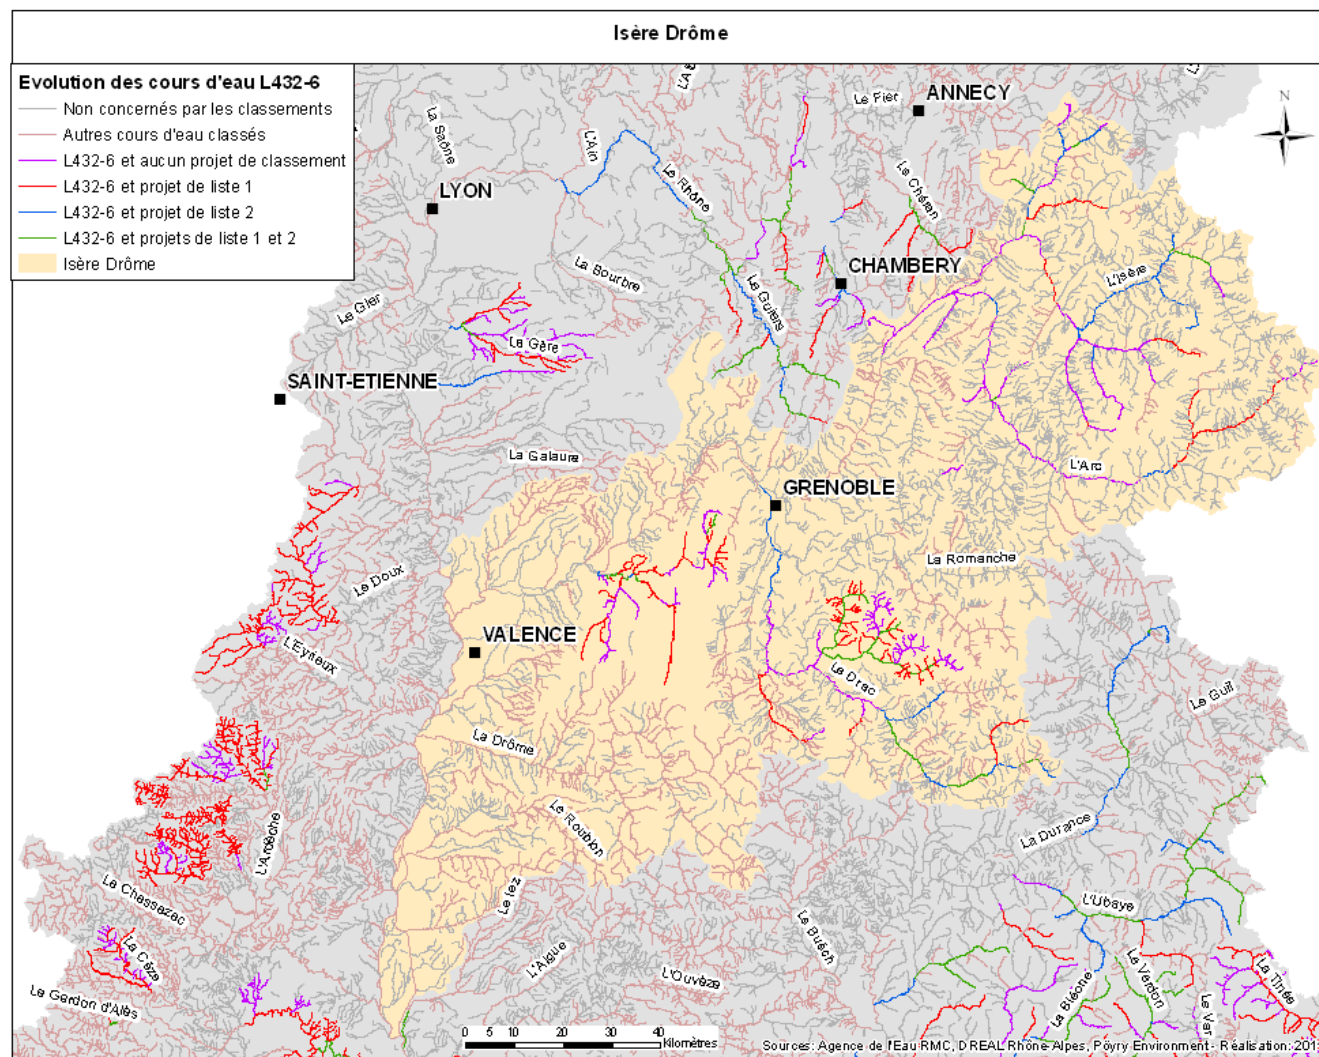 Isère Drôme
Evolution des cours d'eau L432-6
Non concernés par les classements
Autres cours d'eau classés
L432-6 et aucun projet de classement
L432-6 et projet de liste 1
L432-6 et projet de liste 2
L432-6 et projets de liste 1 et 2
Isère Drôme
N
ANNECY
Le Fier
La Saône
L'Ain
Le Rhône
LYON
Le Chéran
CHAMBERY
L'Isère
La Bourbre
Le Guiers
Le Gier
La Gère
SAINT-ETIENNE
La Galaure
L'Arc
GRENOBLE
La Romanche
Le Doux
VALENCE
L'Eyrieux
Le Drac
Le Guil
La Drôme
Le Roubion
La Durance
L'Ardèche
Le Chassezac
Le lez
L'Ubaye
Le Buëch
La Cèze
L'Aigue
L'Ouvèze
La Bléone
Le Verdon
La Tinée
Le Var
Le Gardon d'Alès
0 5 10 20 30 40
Kilomètres
Sources: Agence de l'Eau RMC, DREAL Rhône Alpes, Pöyry Environment - Réalisation: 201